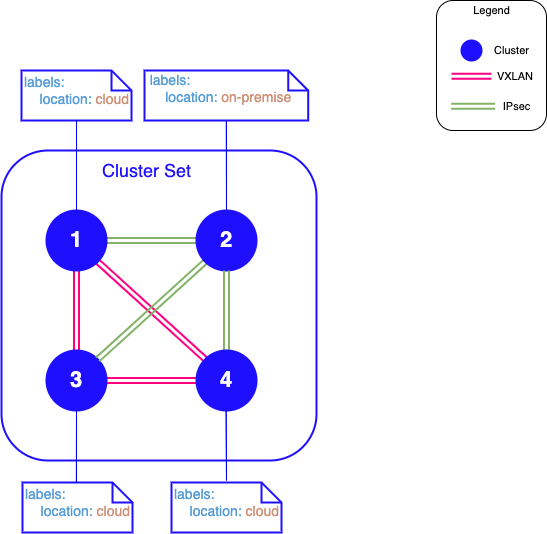 Legend
Cluster
VXLAN
IPsec
labels:
location: cloud
labels:
location: on-premise
Cluster Set
1
2
3
4
labels:
location: cloud
labels:
location: cloud